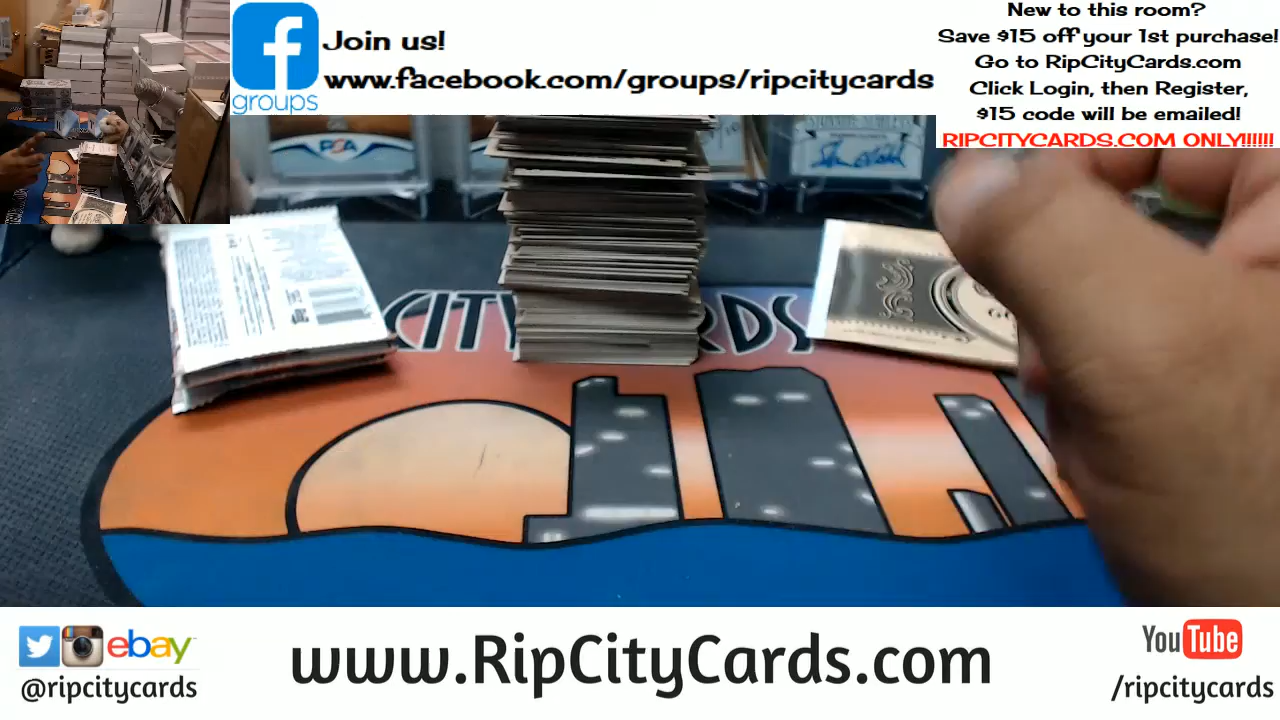 Join us!
www.facebook.com/groups/ripcitycards
groups
New to this room?
Save $15 off your 1st purchase!
Go to RipCityCards.com
Click Login, then Register,
$15 code will be emailed!
RIPCITYCARDS.COM ONLY!!!!!!
PSA
CITY
RDS
ebay
@ripcitycards
www.RipCityCards.com
YouTube
/ripcitycards